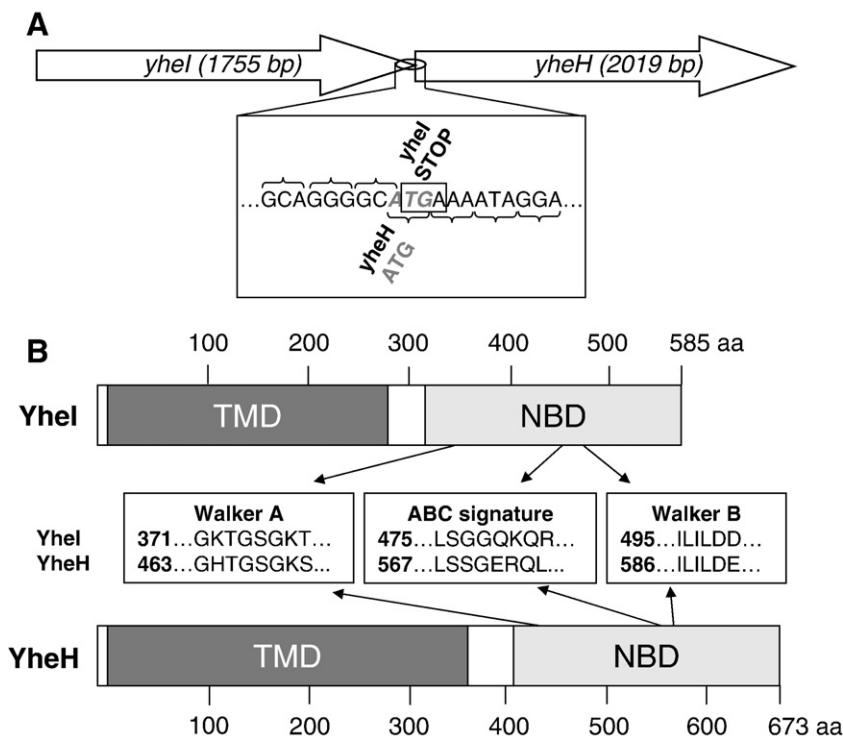 A
yheI (1755 bp)
yheH (2019 bp)
yheI
STOP
...GCAGGGGCATGAAAATAGGA...
yheH
ATG
B
100 200 300 400 500 585 aa
YheI
TMD
NBD
Walker A
ABC signature
Walker B
YheI
371...GKTGSGKT...
475...LSGGQKQR...
495...ILILDD...
YheH
463...GHTGSGKS...
567...LSSGERQL...
586...ILILDE...
YheH
TMD
NBD
100 200 300 400 500 600 673 aa